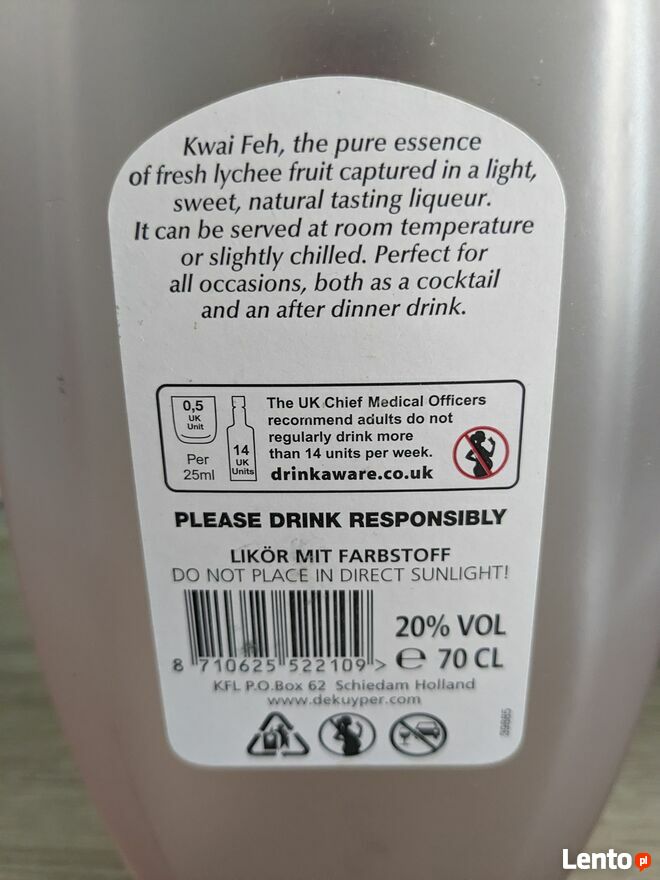 Kwai Feh, the pure essence
of fresh lychee fruit captured in a light,
sweet, natural tasting liqueur.
It can be served at room temperature
or slightly chilled. Perfect for
all occasions, both as a cocktail
and an after dinner drink.
0,5
UK
Unit
Per
25ml
14
UK
Units
The UK Chief Medical Officers
recommend adults do not
regularly drink more
than 14 units per week.
drinkaware.co.uk
PLEASE DRINK RESPONSIBLY
LIKÖR MIT FARBSTOFF
DO NOT PLACE IN DIRECT SUNLIGHT!
8 710625 522109 >
20% VOL
℮ 70 CL
KFL P.O.Box 62 Schiedam Holland
www.dekuyper.com
39885
Lento pl